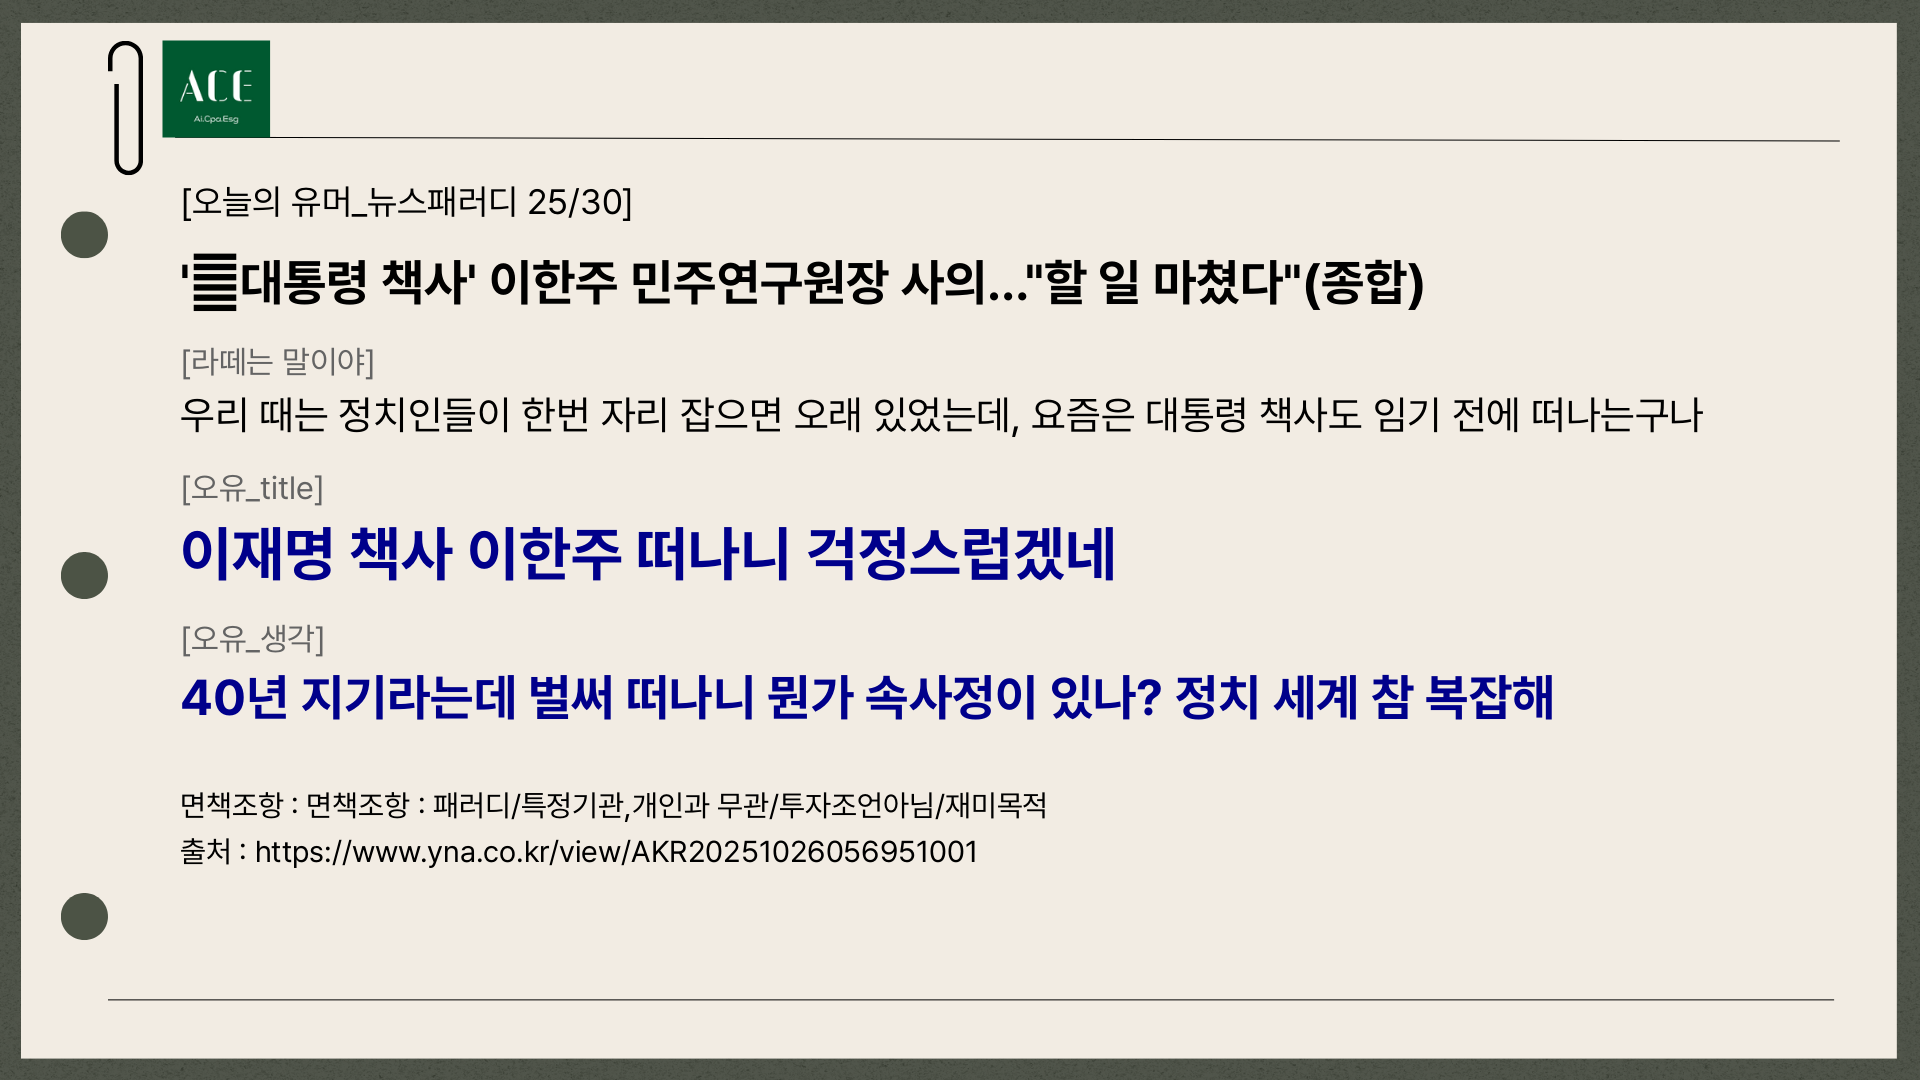 ACE
Ai.Cpa.Esg
[오늘의 유머_뉴스패러디 25/30]
'대통령 책사' 이한주 민주연구원장 사의..."할 일 마쳤다"(종합)
[라떼는 말이야]
우리 때는 정치인들이 한번 자리 잡으면 오래 있었는데, 요즘은 대통령 책사도 임기 전에 떠나는구나
[오유_title]
이재명 책사 이한주 떠나니 걱정스럽겠네
[오유_생각]
40년 지기라는데 벌써 떠나니 뭔가 속사정이 있나? 정치 세계 참 복잡해
면책조항 : 면책조항 : 패러디/특정기관,개인과 무관/투자조언아님/재미목적
출처 : https://www.yna.co.kr/view/AKR20251026056951001